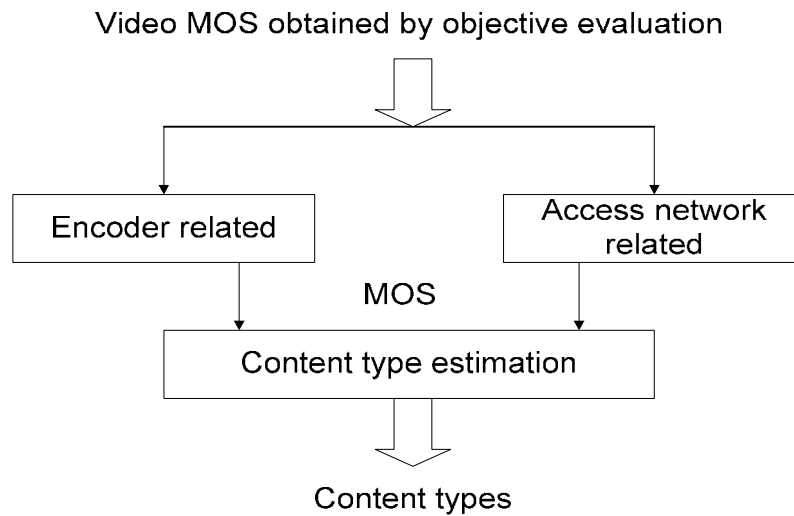 Video MOS obtained by objective evaluation
Encoder related
Access network
related
MOS
Content type estimation
Content types